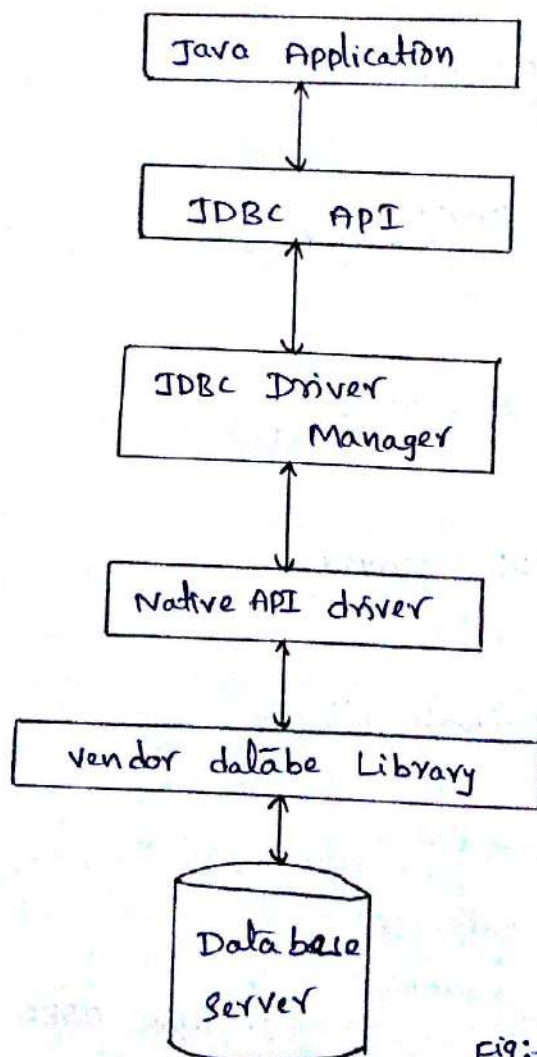 Java Application
JDBC API
JDBC Driver
Manager
Native API driver
vendor databe Library
Database
Server
Fig:-